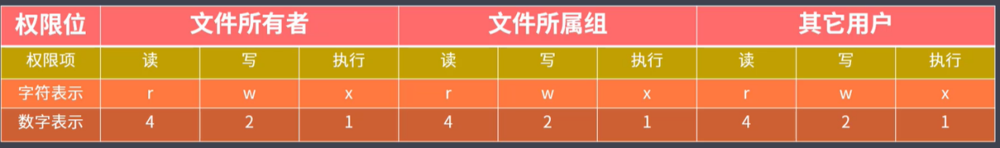 权限位 文件所有者 文件所属组 其它用户
权限项 读 写 执行 读 写 执行 读 写 执行
字符表示 r w x r w x r w x
数字表示 4 2 1 4 2 1 4 2 1